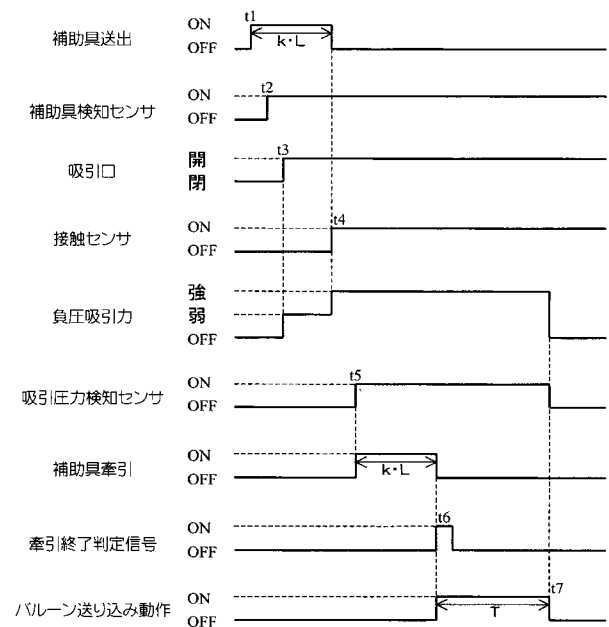 補助具送出
ON
OFF
t1
k・L
補助具検知センサ
ON
OFF
t2
吸引口
開
閉
t3
接触センサ
ON
OFF
t4
負圧吸引力
強
弱
OFF
吸引圧力検知センサ
ON
OFF
t5
補助具牽引
ON
OFF
k・L
牽引終了判定信号
ON
OFF
t6
バルーン送り込み動作
ON
OFF
T
t7